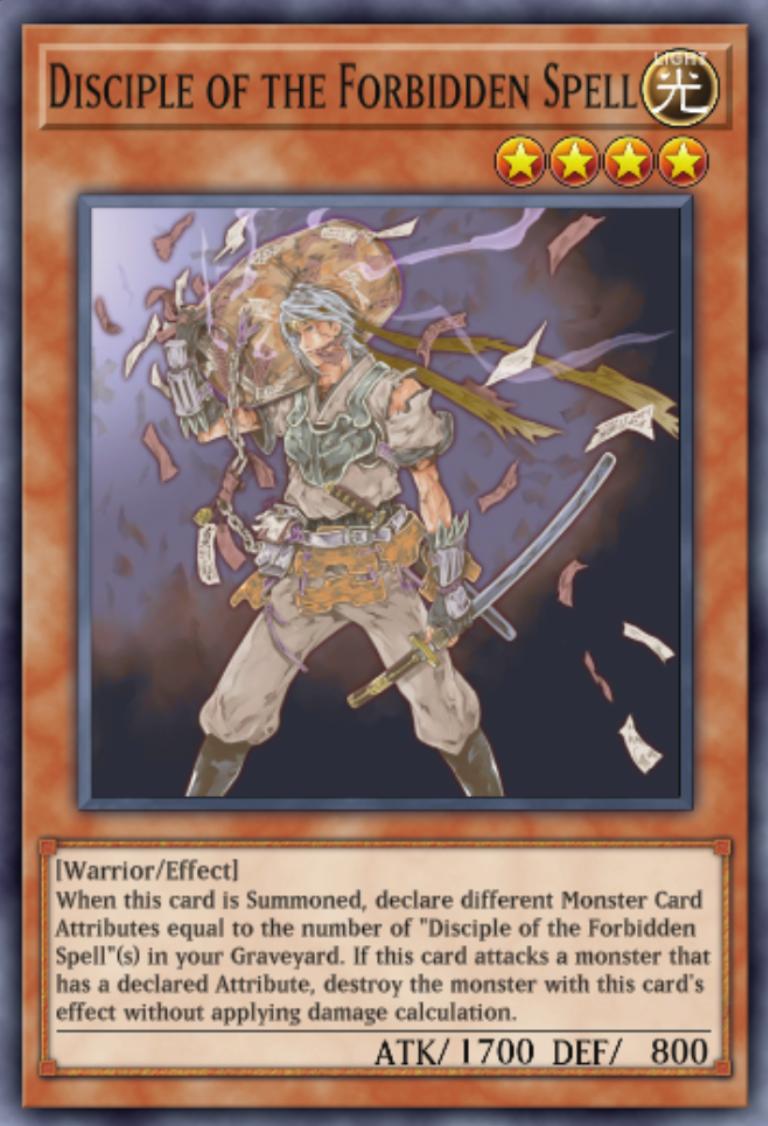 Disciple of the Forbidden Spell
LIGHT
光
[Warrior/Effect]
When this card is Summoned, declare different Monster Card
Attributes equal to the number of "Disciple of the Forbidden
Spell"(s) in your Graveyard. If this card attacks a monster that
has a declared Attribute, destroy the monster with this card's
effect without applying damage calculation.
ATK/ 1700 DEF/ 800